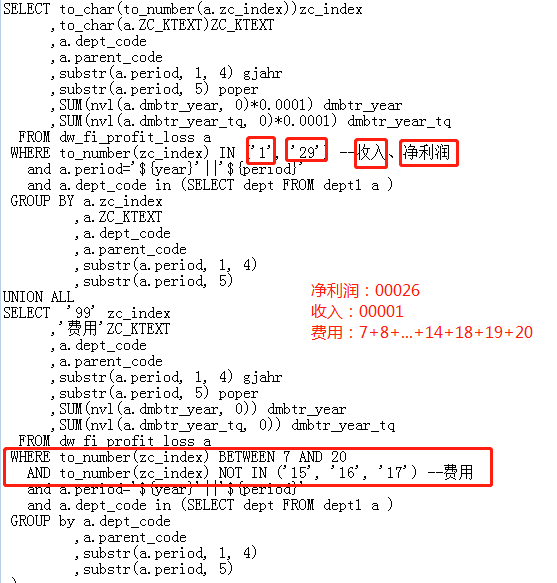 SELECT to_char(to_number(a.zc_index))zc_index
,to_char(a.ZC_KTEXT)ZC_KTEXT
,a.dept_code
,a.parent_code
,substr(a.period, 1, 4) gjahr
,substr(a.period, 5) poper
,SUM(nvl(a.dmbtr_year, 0)*0.0001) dmbtr_year
,SUM(nvl(a.dmbtr_year_tq, 0)*0.0001) dmbtr_year_tq
FROM dw_fi_profit_loss a
WHERE to_number(zc_index) IN ('1', '29') --收入、净利润
and a.period='${year}'||'${period}'
and a.dept_code in (SELECT dept FROM dept1 a )
GROUP BY a.zc_index
,a.ZC_KTEXT
,a.dept_code
,a.parent_code
,substr(a.period, 1, 4)
,substr(a.period, 5)
UNION ALL
SELECT '99' zc_index
,'费用'ZC_KTEXT
,a.dept_code
,a.parent_code
,substr(a.period, 1, 4) gjahr
,substr(a.period, 5) poper
,SUM(nvl(a.dmbtr_year, 0)) dmbtr_year
,SUM(nvl(a.dmbtr_year_tq, 0)) dmbtr_year_tq
FROM dw_fi_profit_loss a
WHERE to_number(zc_index) BETWEEN 7 AND 20
AND to_number(zc_index) NOT IN ('15', '16', '17') --费用
and a.period='${year}'||'${period}'
and a.dept_code in (SELECT dept FROM dept1 a )
GROUP by a.dept_code
,a.parent_code
,substr(a.period, 1, 4)
,substr(a.period, 5)
净利润：00026
收入：00001
费用：7+8+...+14+18+19+20